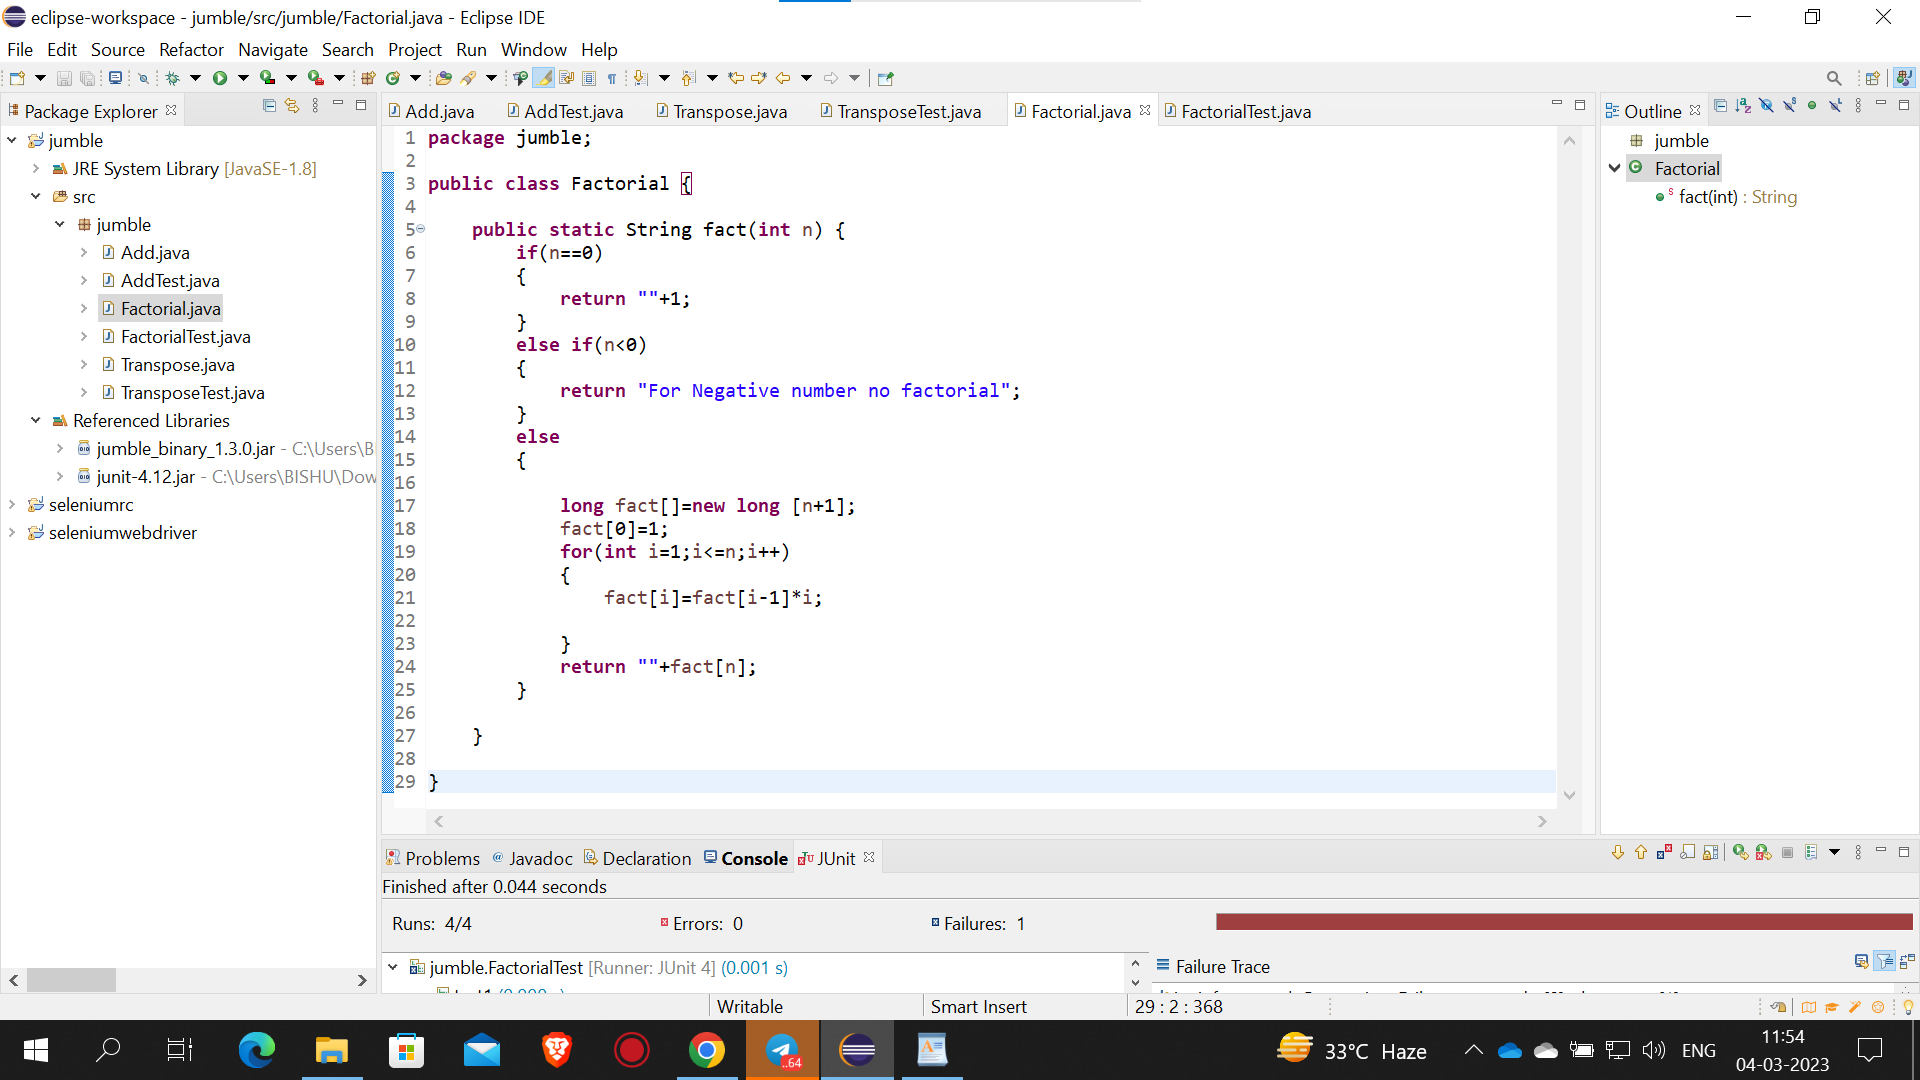 eclipse-workspace - jumble/src/jumble/Factorial.java - Eclipse IDE
File Edit Source Refactor Navigate Search Project Run Window Help
Package Explorer
jumble
JRE System Library [JavaSE-1.8]
src
jumble
Add.java
AddTest.java
Factorial.java
FactorialTest.java
Transpose.java
TransposeTest.java
Referenced Libraries
jumble_binary_1.3.0.jar - C:\Users\B
junit-4.12.jar - C:\Users\BISHU\Dow
seleniumrc
seleniumwebdriver
Add.java AddTest.java Transpose.java TransposeTest.java Factorial.java FactorialTest.java
1 package jumble;
2
3 public class Factorial {
4
5 public static String fact(int n) {
6 if(n==0)
7 {
8 return ""+1;
9 }
10 else if(n<0)
11 {
12 return "For Negative number no factorial";
13 }
14 else
15 {
16
17 long fact[]=new long [n+1];
18 fact[0]=1;
19 for(int i=1;i<=n;i++)
20 {
21 fact[i]=fact[i-1]*i;
22
23 }
24 return ""+fact[n];
25 }
26
27 }
28
29 }
Outline
jumble
Factorial
fact(int) : String
Problems Javadoc Declaration Console JUnit
Finished after 0.044 seconds
Runs: 4/4 Errors: 0 Failures: 1
jumble.FactorialTest [Runner: JUnit 4] (0.001 s)
Failure Trace
Writable Smart Insert 29 : 2 : 368
..64
33°C Haze
ENG
11:54
04-03-2023